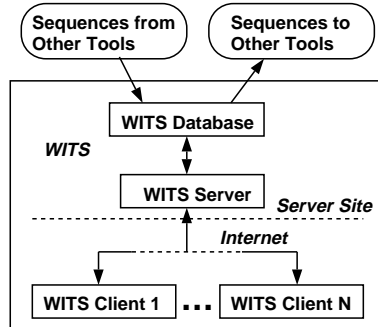 Sequences from
Other Tools
Sequences to
Other Tools
WITS Database
WITS
WITS Server
Server Site
Internet
WITS Client 1
...
WITS Client N